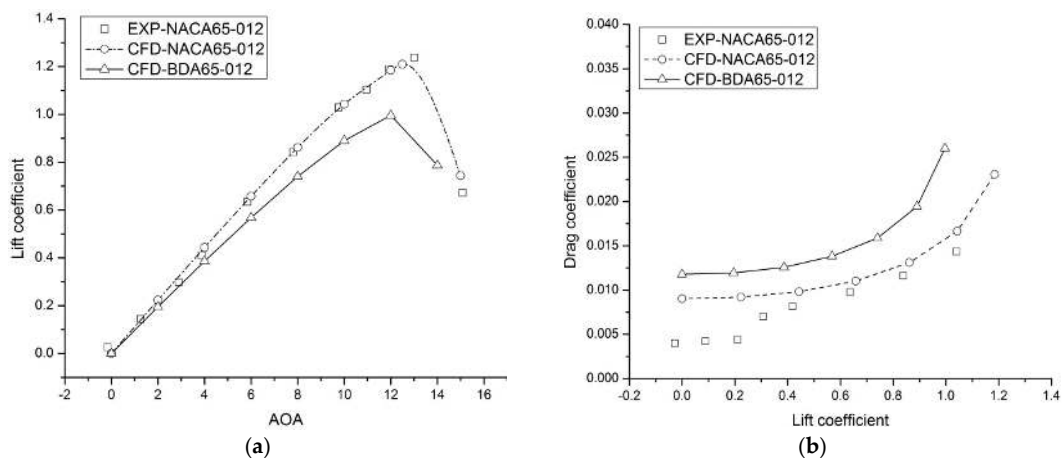 EXP-NACA65-012
CFD-NACA65-012
CFD-BDA65-012
1.4
1.2
1.0
0.8
0.6
0.4
0.2
0.0
Lift coefficient
-2 0 2 4 6 8 10 12 14 16
AOA
(a)
EXP-NACA65-012
CFD-NACA65-012
CFD-BDA65-012
0.040
0.035
0.030
0.025
0.020
0.015
0.010
0.005
0.000
Drag coefficient
-0.2 0.0 0.2 0.4 0.6 0.8 1.0 1.2 1.4
Lift coefficient
(b)